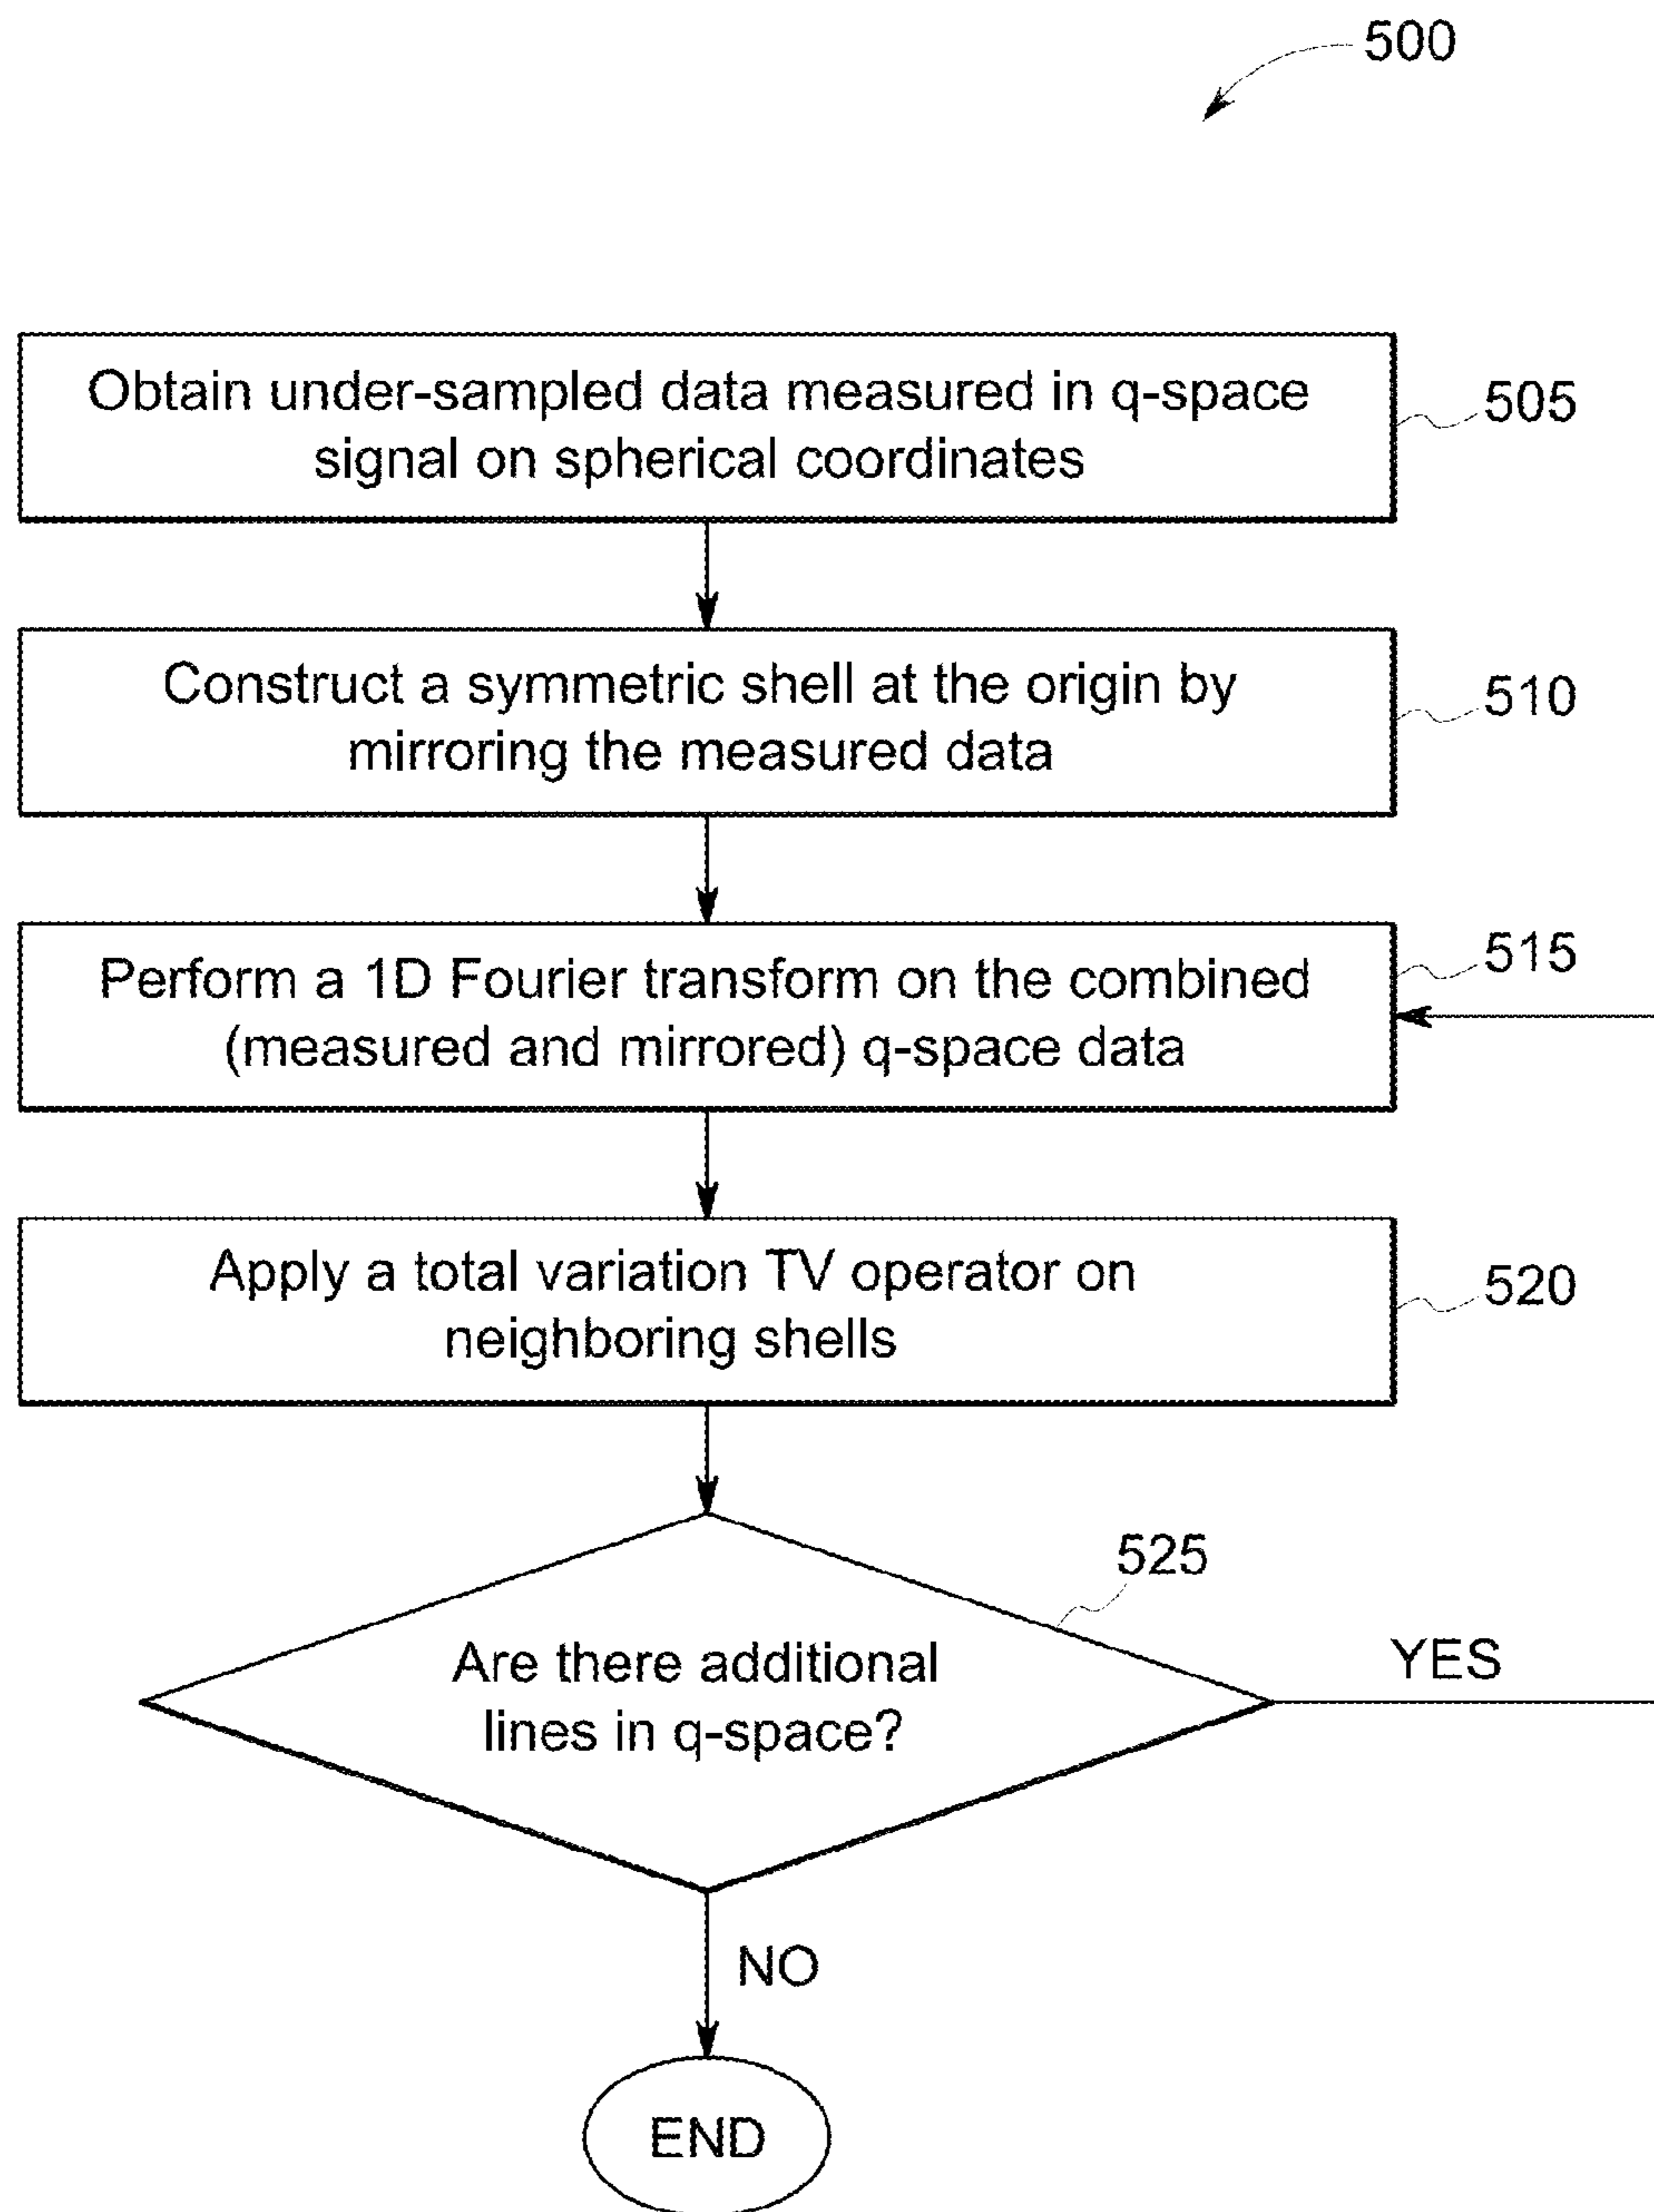 500
Obtain under-sampled data measured in q-space
signal on spherical coordinates
505
Construct a symmetric shell at the origin by
mirroring the measured data
510
Perform a 1D Fourier transform on the combined
(measured and mirrored) q-space data
515
Apply a total variation TV operator on
neighboring shells
520
525
Are there additional
lines in q-space?
YES
NO
END